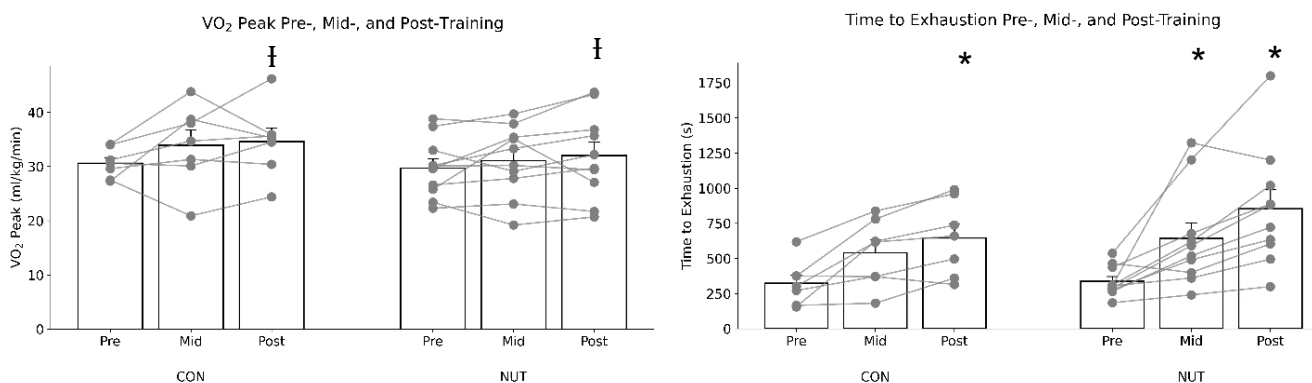 VO₂ Peak Pre-, Mid-, and Post-Training
Ɨ
Ɨ
VO₂ Peak (ml/kg/min)
40
30
20
10
0
Pre Mid Post Pre Mid Post
CON NUT
Time to Exhaustion Pre-, Mid-, and Post-Training
* * *
Time to Exhaustion (s)
1750
1500
1250
1000
750
500
250
0
Pre Mid Post Pre Mid Post
CON NUT